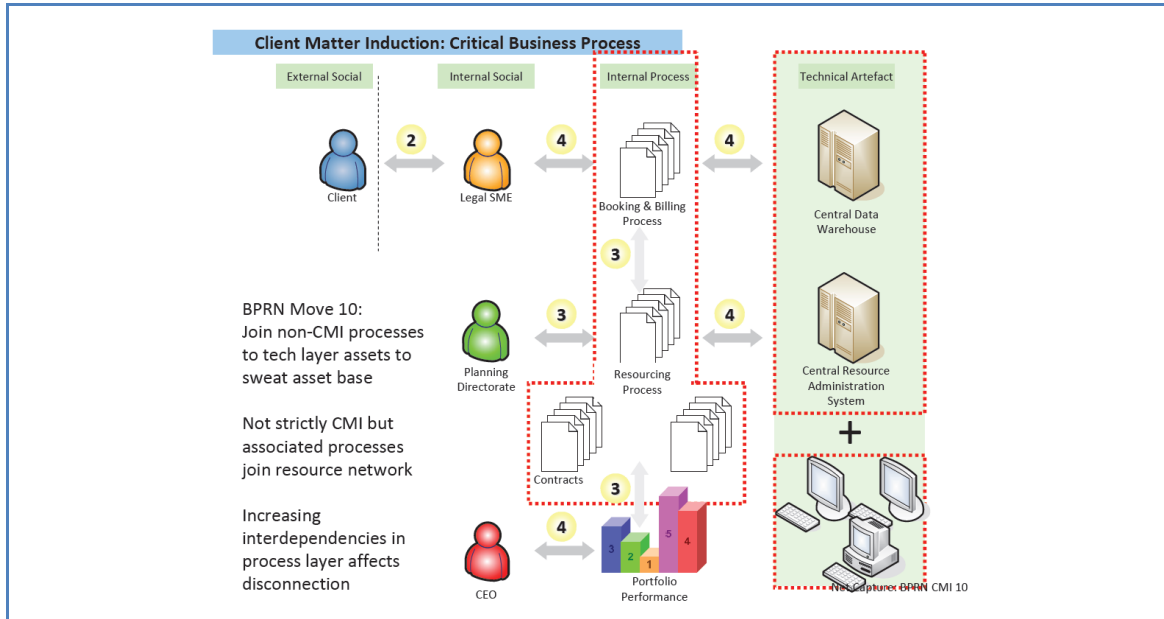 Client Matter Induction: Critical Business Process
External Social
Internal Social
Internal Process
Technical Artefact
2
4
4
Client
Legal SME
Booking & Billing
Process
Central Data
Warehouse
3
BPRN Move 10:
Join non-CMI processes
to tech layer assets to
sweat asset base
3
4
Planning
Directorate
Resourcing
Process
Central Resource
Administration
System
Not strictly CMI but
associated processes
join resource network
+
Contracts
3
Increasing
interdependencies in
process layer affects
disconnection
4
3
2
1
5
4
CEO
Portfolio
Performance
Net Capture: BPRN CMI 10